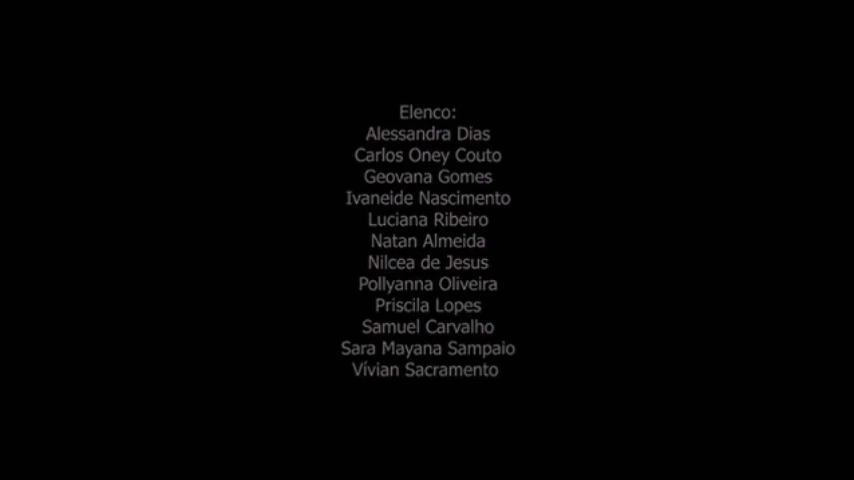 Elenco:
Alessandra Dias
Carlos Oney Couto
Geovana Gomes
Ivaneide Nascimento
Luciana Ribeiro
Natan Almeida
Nilcea de Jesus
Pollyanna Oliveira
Priscila Lopes
Samuel Carvalho
Sara Mayana Sampaio
Vívian Sacramento